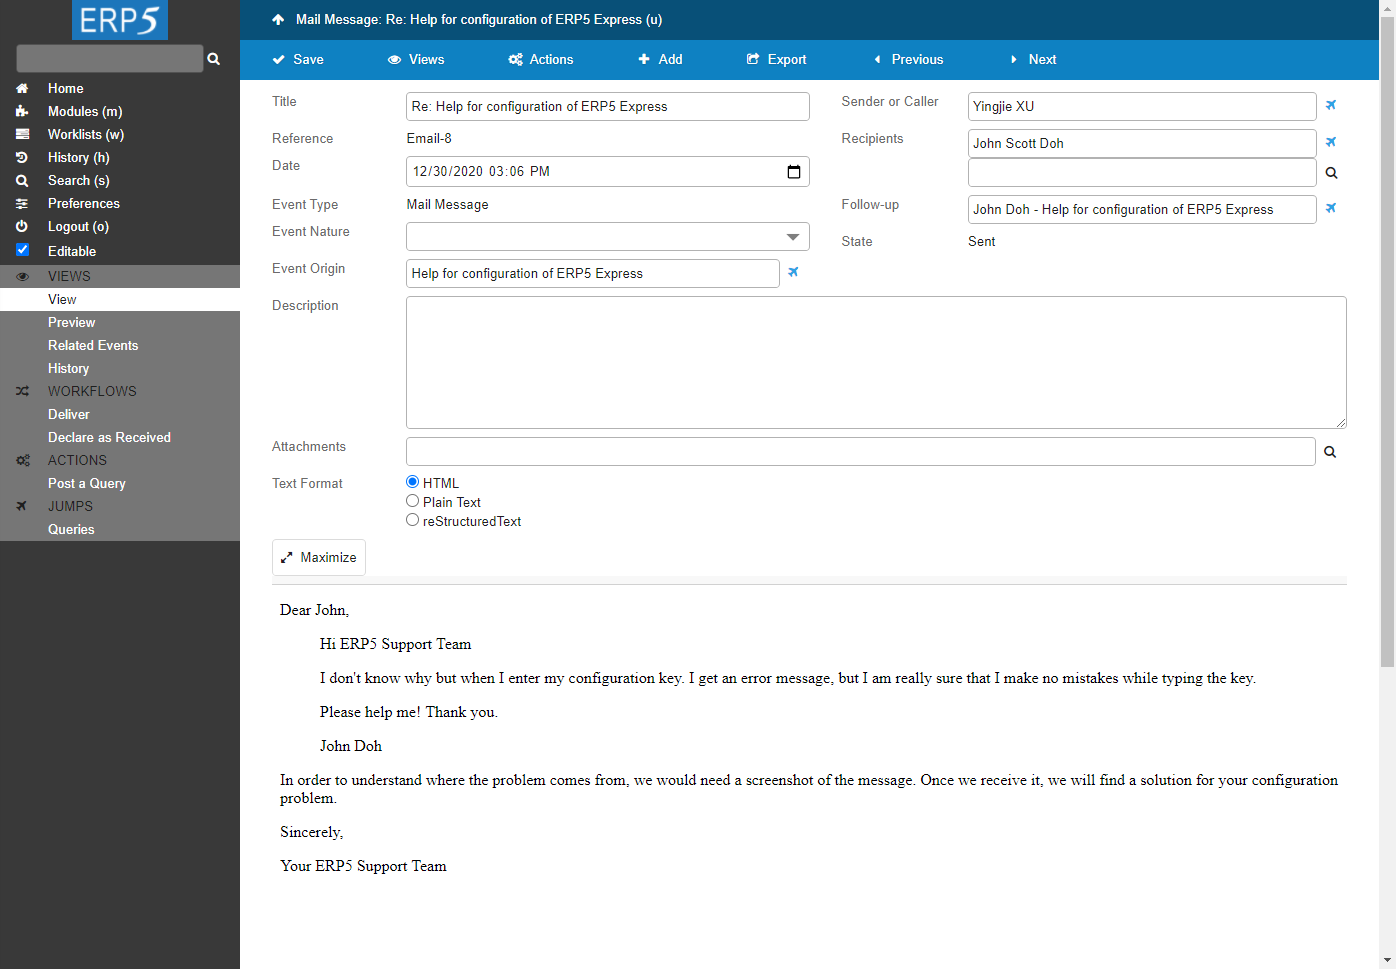 ERP5
Home
Modules (m)
Worklists (w)
History (h)
Search (s)
Preferences
Logout (o)
Editable
VIEWS
View
Preview
Related Events
History
WORKFLOWS
Deliver
Declare as Received
ACTIONS
Post a Query
JUMPS
Queries
Mail Message: Re: Help for configuration of ERP5 Express (u)
Save Views Actions Add Export Previous Next
Title Re: Help for configuration of ERP5 Express
Reference Email-8
Date 12/30/2020 03:06 PM
Event Type Mail Message
Event Nature
Event Origin Help for configuration of ERP5 Express
Sender or Caller Yingjie XU
Recipients John Scott Doh
Follow-up John Doh - Help for configuration of ERP5 Express
State Sent
Description
Attachments
Text Format HTML
Plain Text
reStructuredText
Maximize
Dear John,
Hi ERP5 Support Team
I don't know why but when I enter my configuration key. I get an error message, but I am really sure that I make no mistakes while typing the key.
Please help me! Thank you.
John Doh
In order to understand where the problem comes from, we would need a screenshot of the message. Once we receive it, we will find a solution for your configuration
problem.
Sincerely,
Your ERP5 Support Team